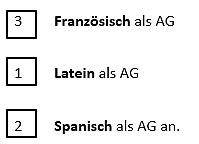 3 Französisch als AG
1 Latein als AG
2 Spanisch als AG an.